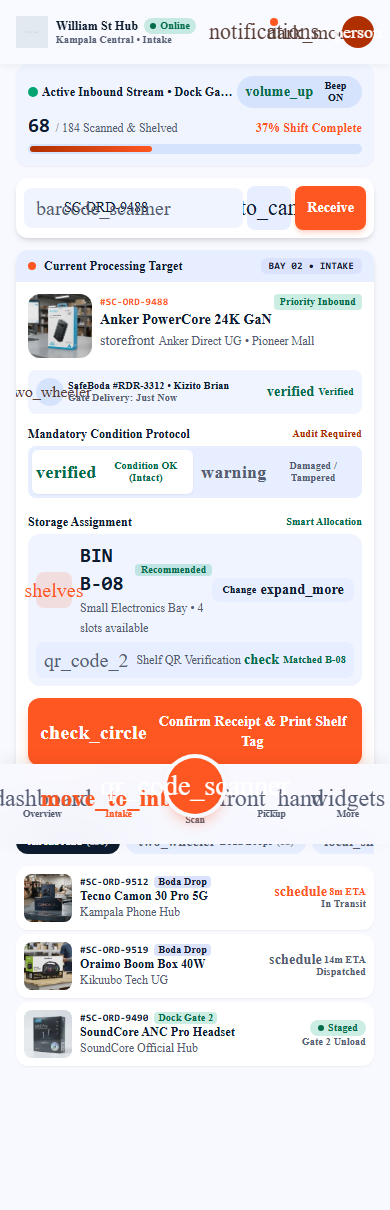 William St Hub
Online
Kampala Central • Intake
notifications
Active Inbound Stream • Dock Ga…
volume_up
Beep ON
68 / 184 Scanned & Shelved
37% Shift Complete
barcode_scanner
SC-ORD-9488
Receive
Current Processing Target
BAY 02 • INTAKE
#SC-ORD-9488
Priority Inbound
Anker PowerCore 24K GaN
storefront Anker Direct UG • Pioneer Mall
two_wheeler
SafeBoda #RDR-3312 • Kizito Brian
Gate Delivery: Just Now
verified Verified
Mandatory Condition Protocol
Audit Required
verified
Condition OK (Intact)
warning
Damaged / Tampered
Storage Assignment
Smart Allocation
shelves
BIN B-08
Recommended
Small Electronics Bay • 4 slots available
Change expand_more
qr_code_2
Shelf QR Verification
check Matched B-08
check_circle
Confirm Receipt & Print Shelf Tag
dashboard
Overview
Intake
qr_code_scanner
Scan
front_hand
Pickup
widgets
More
#SC-ORD-9512
Boda Drop
Tecno Camon 30 Pro 5G
Kampala Phone Hub
schedule 8m ETA
In Transit
#SC-ORD-9519
Boda Drop
Oraimo Boom Box 40W
Kikuubo Tech UG
schedule 14m ETA
Dispatched
#SC-ORD-9490
Dock Gate 2
SoundCore ANC Pro Headset
SoundCore Official Hub
Staged
Gate 2 Unload